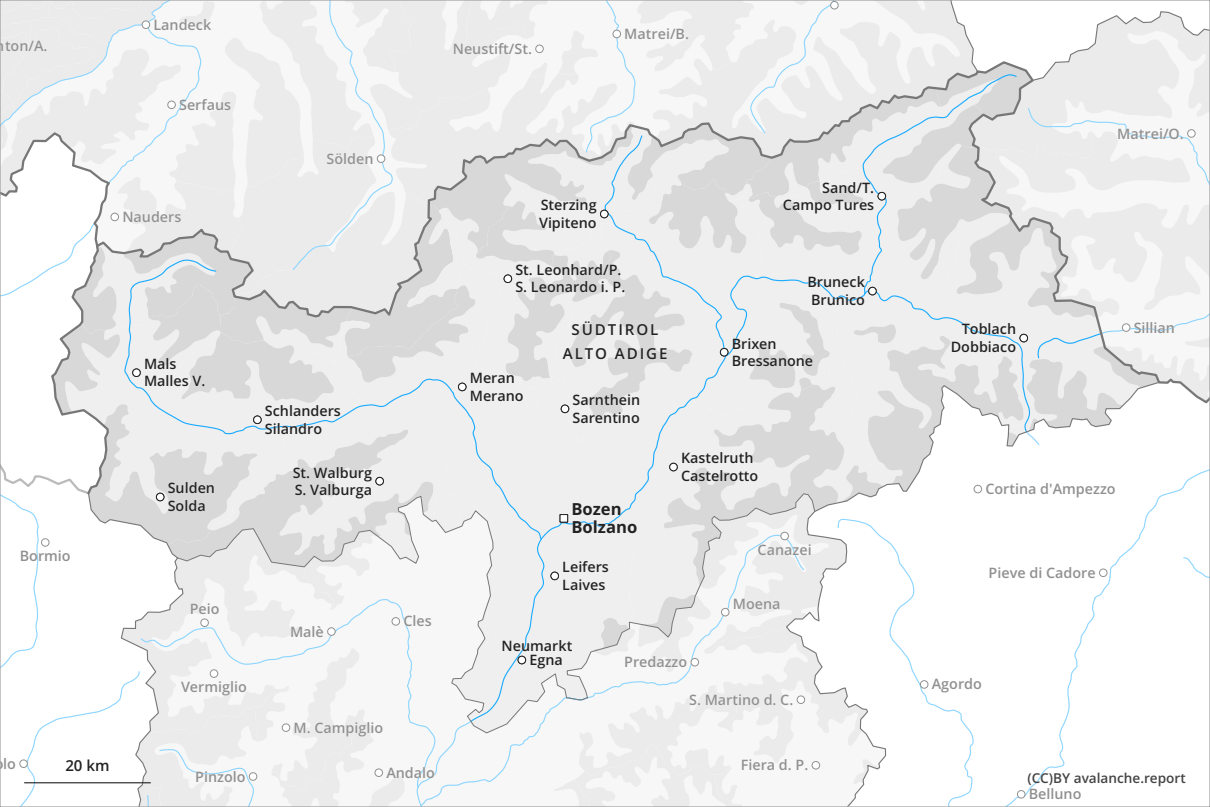 Landeck
Matrei/B.
nton/A.
Neustift/St.
Serfaus
Matrei/O.
Sölden
Sand/T.
Campo Tures
Nauders
Sterzing
Vipiteno
St. Leonhard/P.
S. Leonardo i. P.
Bruneck
Brunico
SÜDTIROL
ALTO ADIGE
Toblach
Dobbiaco
Sillian
Brixen
Bressanone
Mals
Malles V.
Meran
Merano
Schlanders
Silandro
Sarnthein
Sarentino
Kastelruth
Castelrotto
St. Walburg
S. Valburga
Sulden
Solda
Cortina d'Ampezzo
Bozen
Bolzano
Bormio
Canazei
Leifers
Laives
Pieve di Cadore
Peio
Moena
Malè
Cles
Neumarkt
Egna
Predazzo
Vermiglio
Agordo
S. Martino d. C.
M. Campiglio
lo
20 km
Pinzolo
Andalo
Fiera d. P.
(CC)BY avalanche.report
Belluno